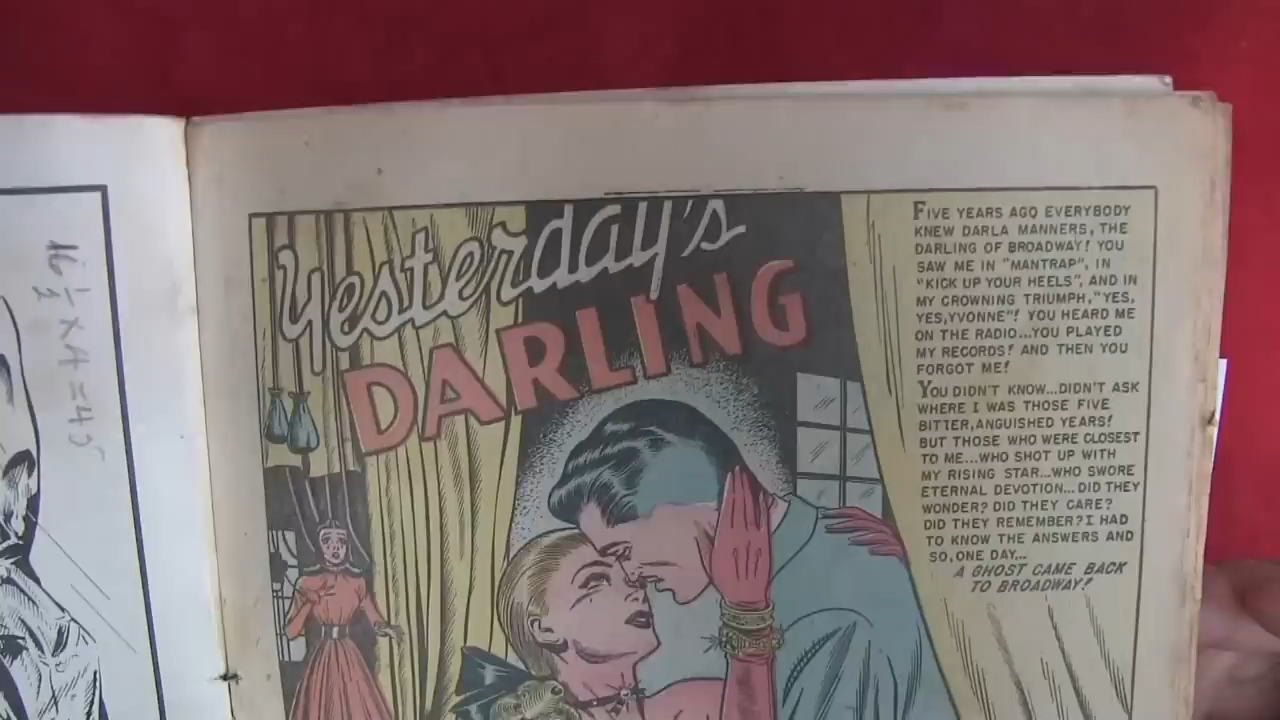 16 1/2 x A = 45
Yesterday's
DARLING
FIVE YEARS AGO EVERYBODY
KNEW DARLA MANNERS, THE
DARLING OF BROADWAY! YOU
SAW ME IN "MANTRAP", IN
"KICK UP YOUR HEELS", AND IN
MY CROWNING TRIUMPH, "YES,
YES, YVONNE"! YOU HEARD ME
ON THE RADIO...YOU PLAYED
MY RECORDS! AND THEN YOU
FORGOT ME!
YOU DIDN'T KNOW...DIDN'T ASK
WHERE I WAS THOSE FIVE
BITTER, ANGUISHED YEARS!
BUT THOSE WHO WERE CLOSEST
TO ME...WHO SHOT UP WITH
MY RISING STAR...WHO SWORE
ETERNAL DEVOTION...DID THEY
WONDER? DID THEY CARE?
DID THEY REMEMBER? I HAD
TO KNOW THE ANSWERS AND
SO, ONE DAY...
A GHOST CAME BACK
TO BROADWAY!